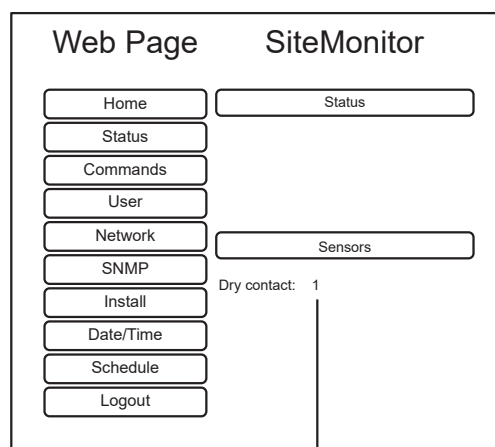 Web Page
SiteMonitor
Home
Status
Commands
User
Network
SNMP
Install
Date/Time
Schedule
Logout
Status
Sensors
Dry contact: 1